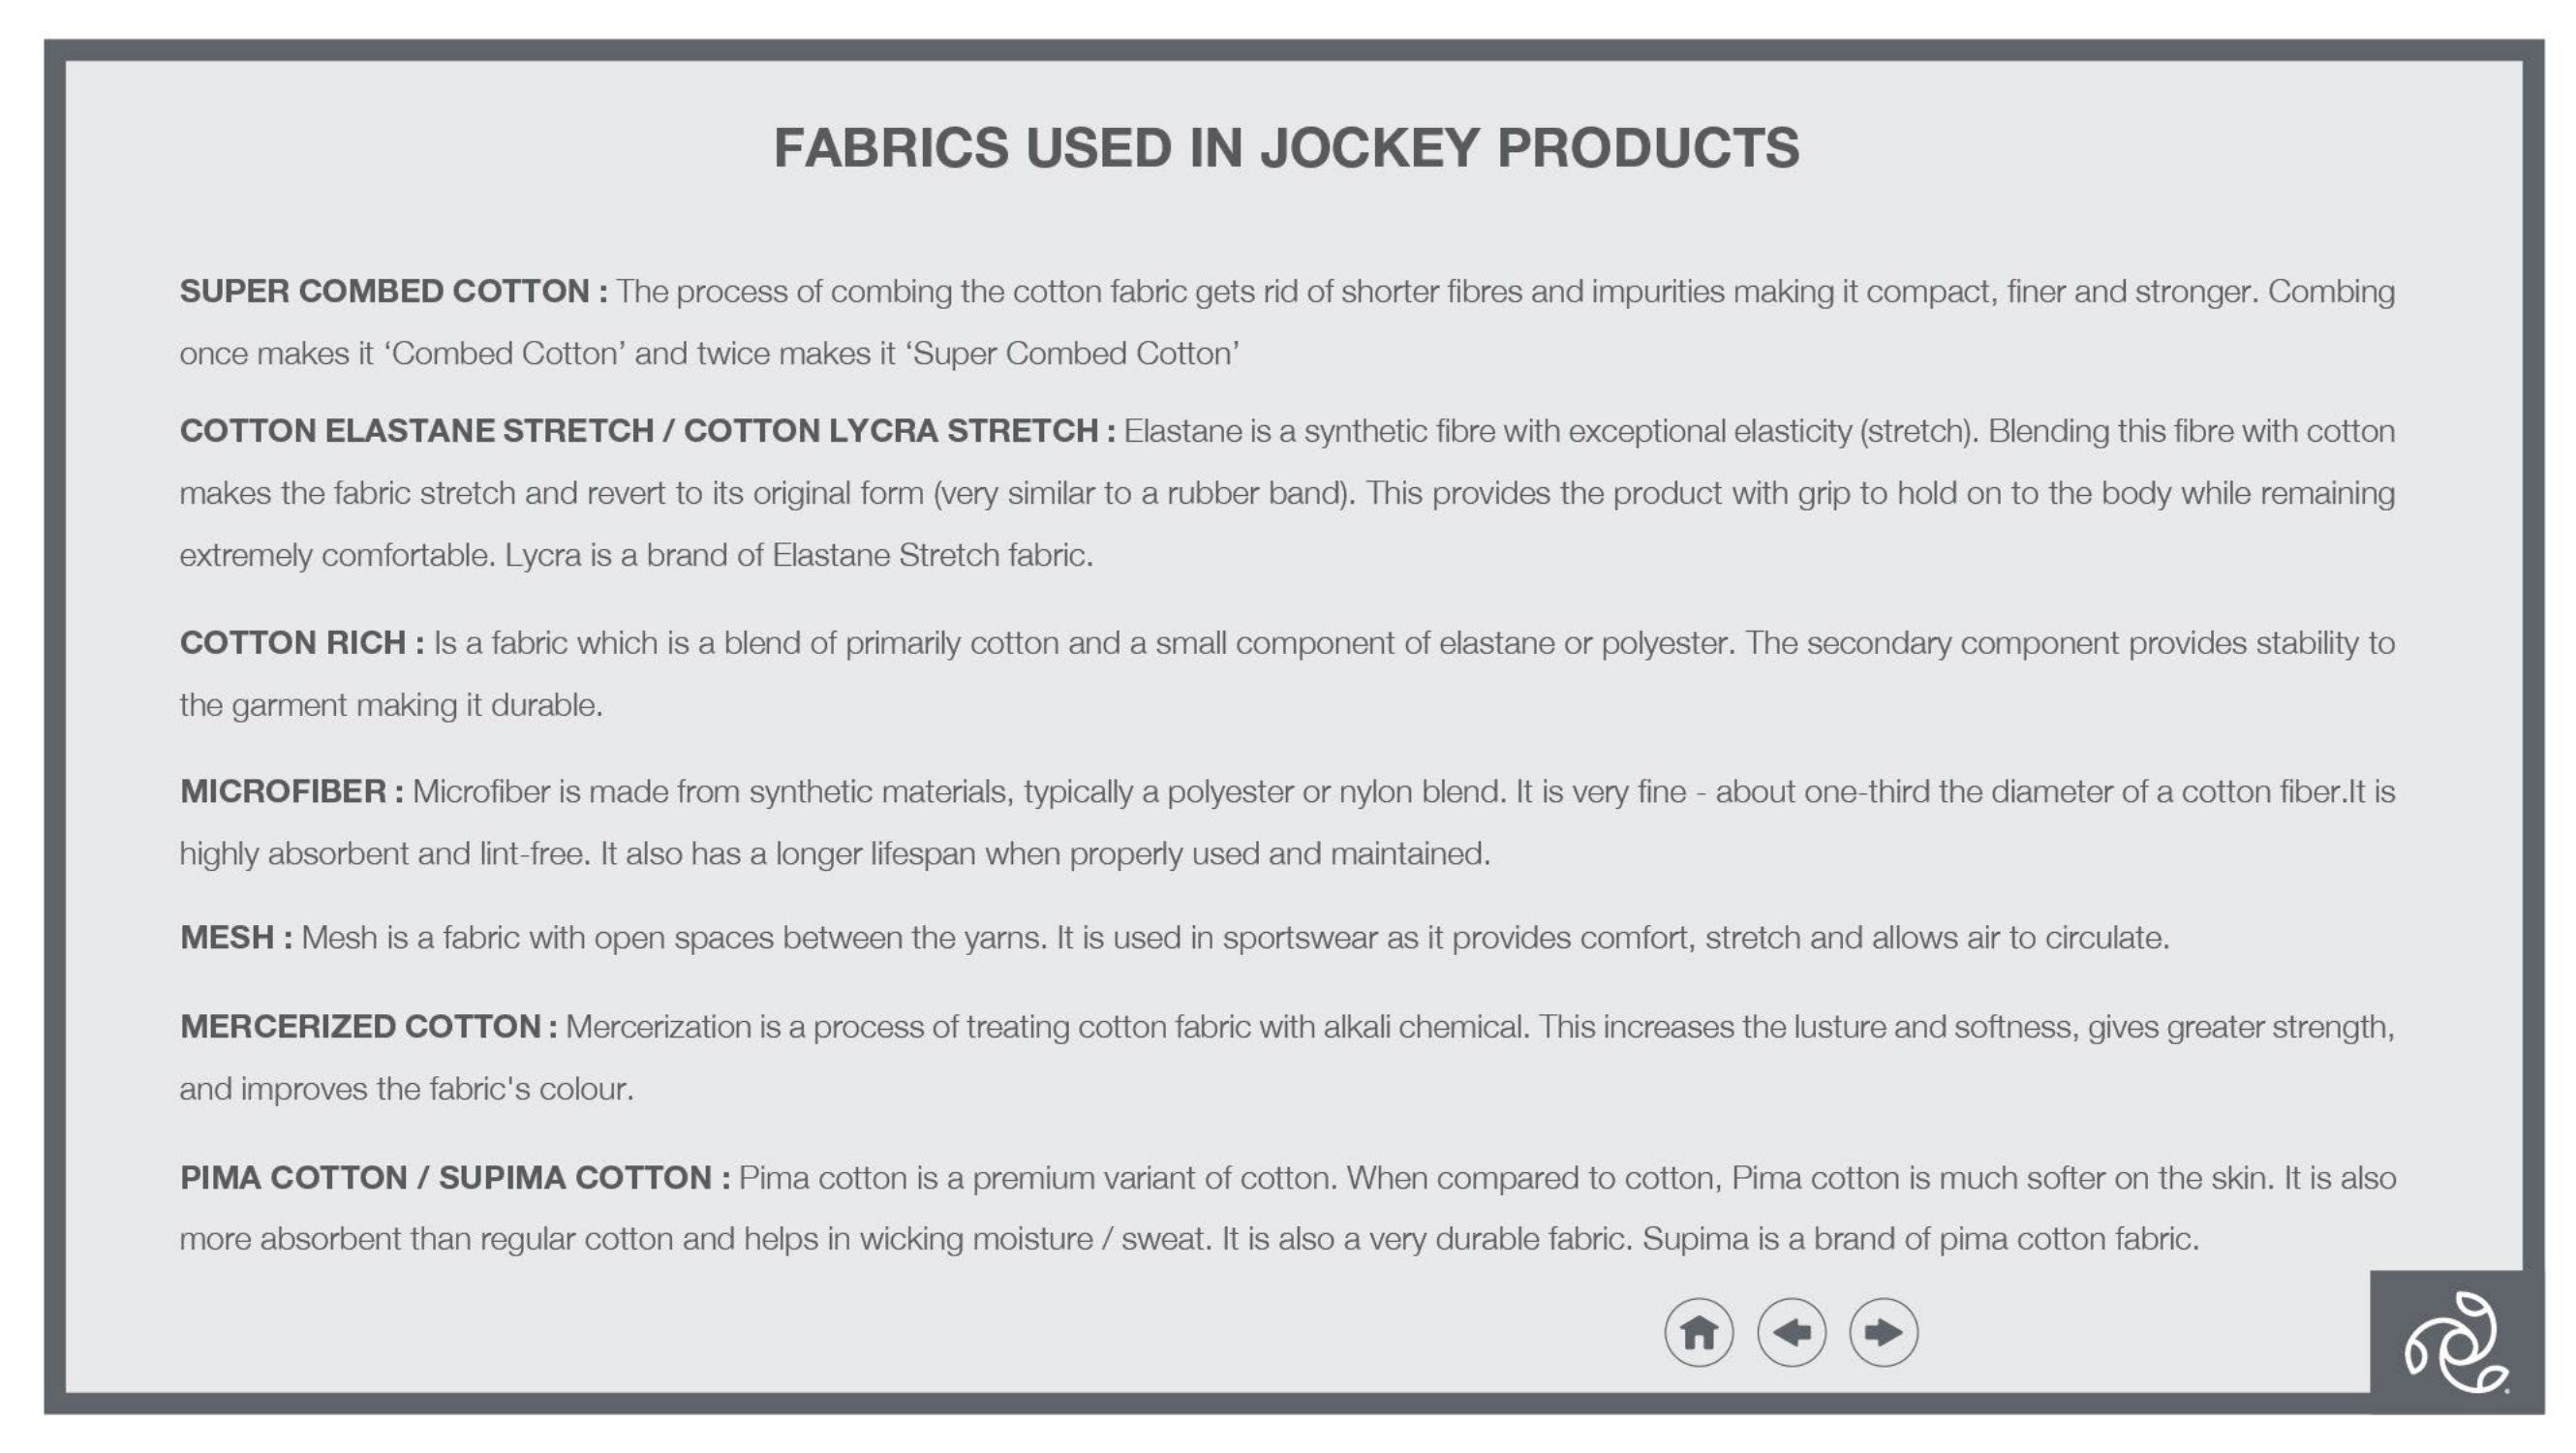 FABRICS USED IN JOCKEY PRODUCTS
SUPER COMBED COTTON : The process of combing the cotton fabric gets rid of shorter fibres and impurities making it compact, finer and stronger. Combing
once makes it ‘Combed Cotton’ and twice makes it ‘Super Combed Cotton’
COTTON ELASTANE STRETCH / COTTON LYCRA STRETCH : Elastane is a synthetic fibre with exceptional elasticity (stretch). Blending this fibre with cotton
makes the fabric stretch and revert to its original form (very similar to a rubber band). This provides the product with grip to hold on to the body while remaining
extremely comfortable. Lycra is a brand of Elastane Stretch fabric.
COTTON RICH : Is a fabric which is a blend of primarily cotton and a small component of elastane or polyester. The secondary component provides stability to
the garment making it durable.
MICROFIBER : Microfiber is made from synthetic materials, typically a polyester or nylon blend. It is very fine - about one-third the diameter of a cotton fiber.It is
highly absorbent and lint-free. It also has a longer lifespan when properly used and maintained.
MESH : Mesh is a fabric with open spaces between the yarns. It is used in sportswear as it provides comfort, stretch and allows air to circulate.
MERCERIZED COTTON : Mercerization is a process of treating cotton fabric with alkali chemical. This increases the lusture and softness, gives greater strength,
and improves the fabric's colour.
PIMA COTTON / SUPIMA COTTON : Pima cotton is a premium variant of cotton. When compared to cotton, Pima cotton is much softer on the skin. It is also
more absorbent than regular cotton and helps in wicking moisture / sweat. It is also a very durable fabric. Supima is a brand of pima cotton fabric.